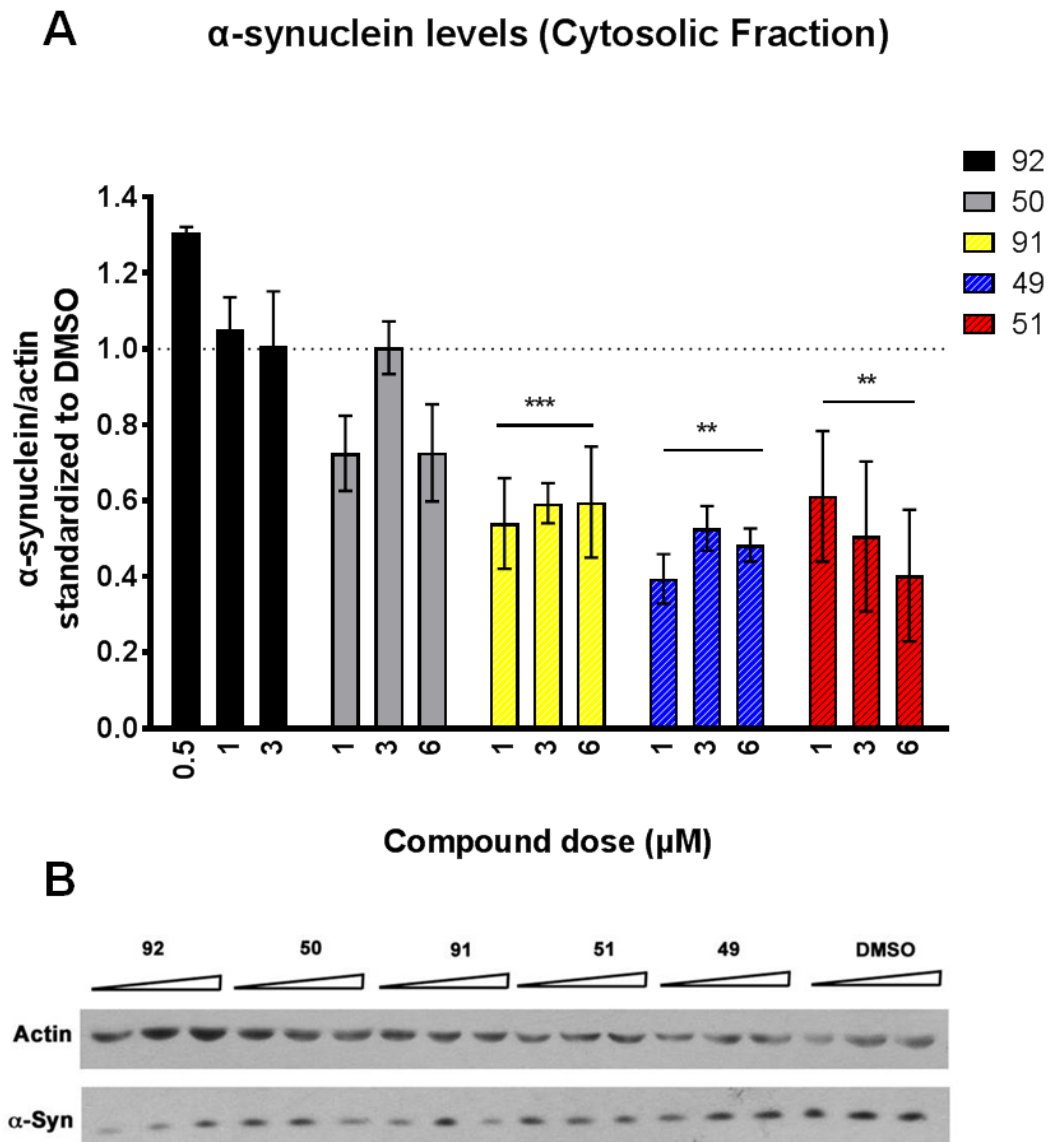 A
α-synuclein levels (Cytosolic Fraction)
92
50
91
49
51
α-synuclein/actin
standardized to DMSO
1.4
1.2
1.0
0.8
0.6
0.4
0.2
0.0
***
**
**
0.5 1 3 1 3 6 1 3 6 1 3 6 1 3 6
Compound dose (µM)
B
92 50 91 51 49 DMSO
Actin
α-Syn